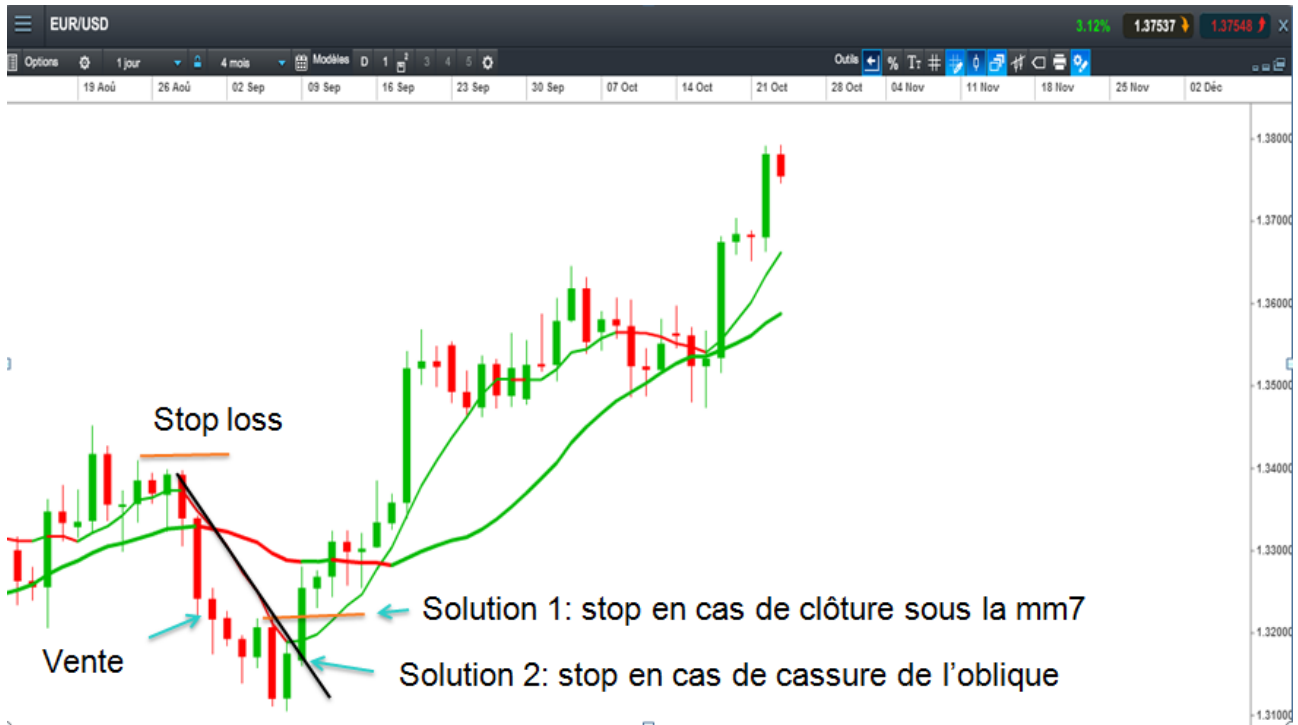 EUR/USD
3.12% 1.37537 1.37548 X
Options 1 jour 4 mois Modèles D 1 2 3 4 5 Outils % TT
19 Aoû 26 Aoû 02 Sep 09 Sep 16 Sep 23 Sep 30 Sep 07 Oct 14 Oct 21 Oct 28 Oct 04 Nov 11 Nov 18 Nov 25 Nov 02 Déc
1.38000
1.37000
1.36000
1.35000
Stop loss
1.34000
1.33000
Solution 1: stop en cas de clôture sous la mm7
1.32000
Vente
Solution 2: stop en cas de cassure de l’oblique
1.31000